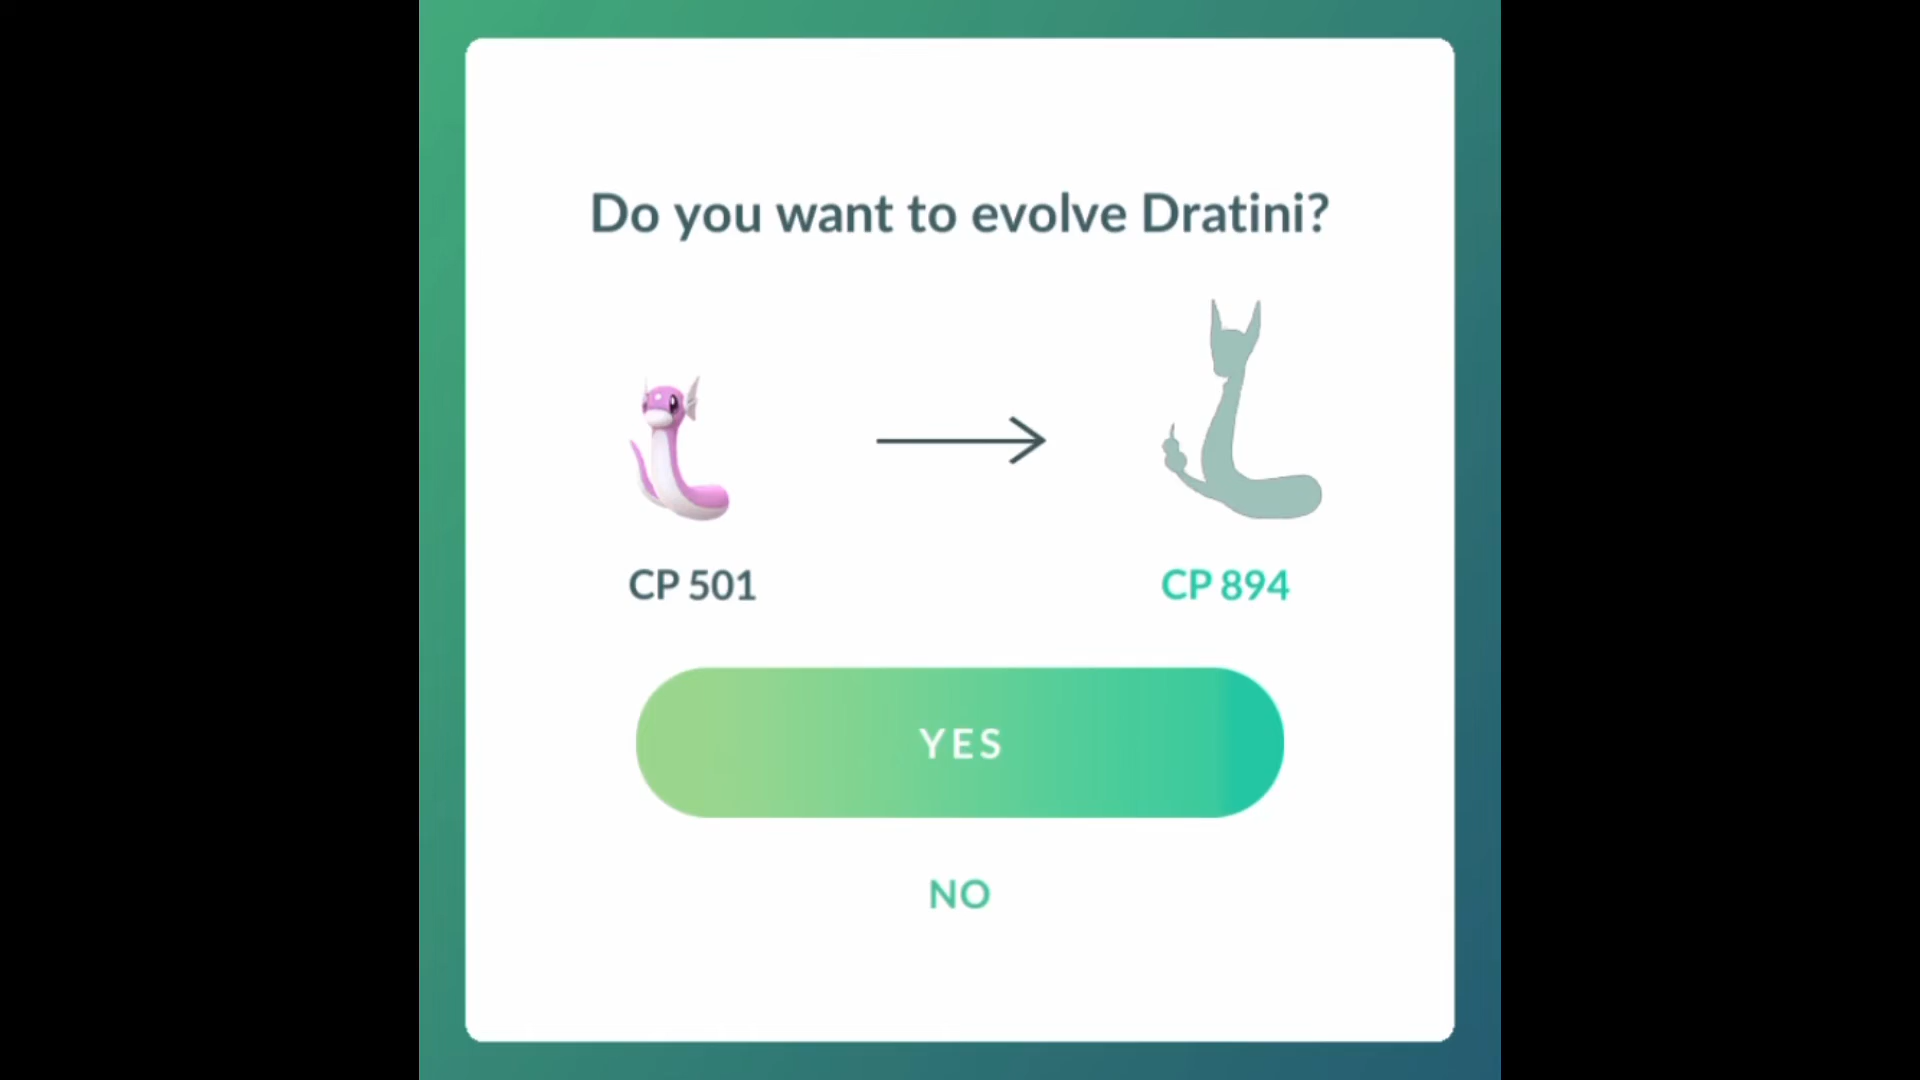 Do you want to evolve Dratini?
CP 501
CP 894
YES
NO